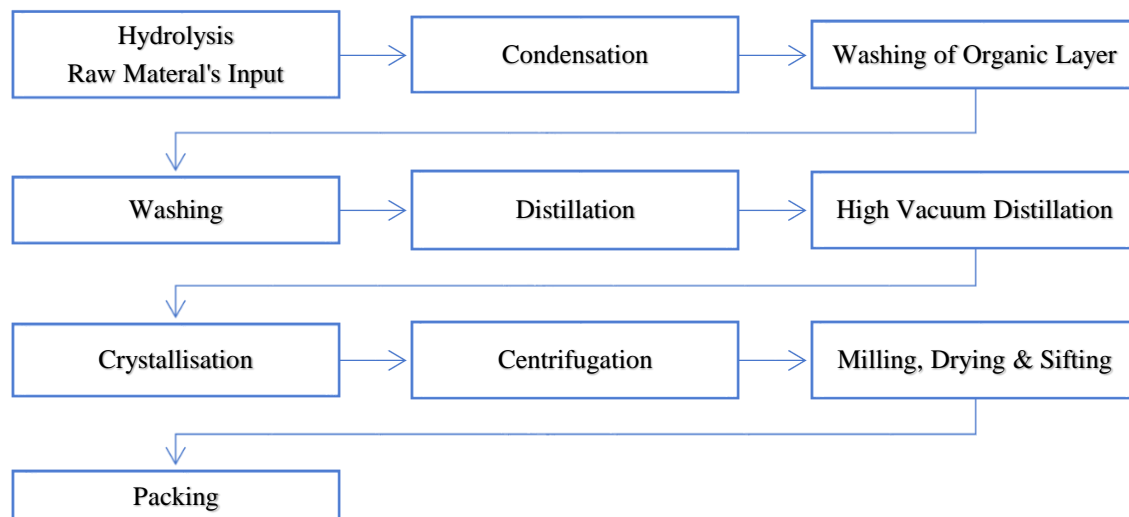 Hydrolysis
Raw Materal's Input
Condensation
Washing of Organic Layer
Washing
Distillation
High Vacuum Distillation
Crystallisation
Centrifugation
Milling, Drying & Sifting
Packing